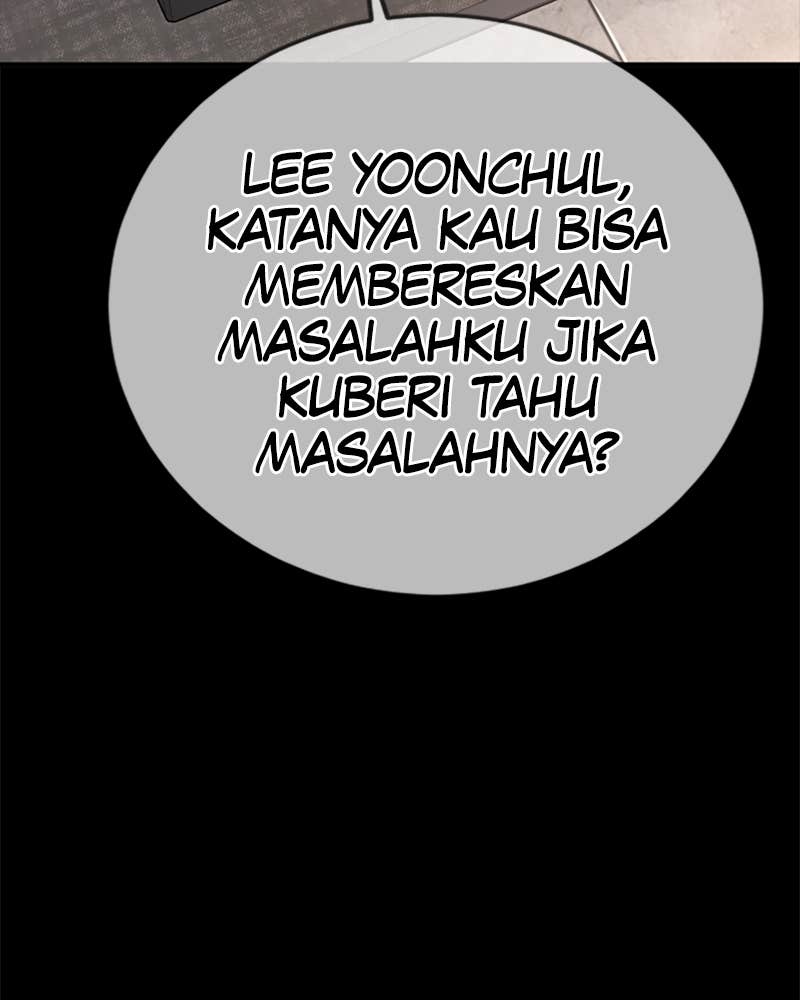 LEE YOONCHUL,
KATANYA KAU BISA
MEMBERESKAN
MASALAHKU JIKA
KUBERI TAHU
MASALAHNYA?